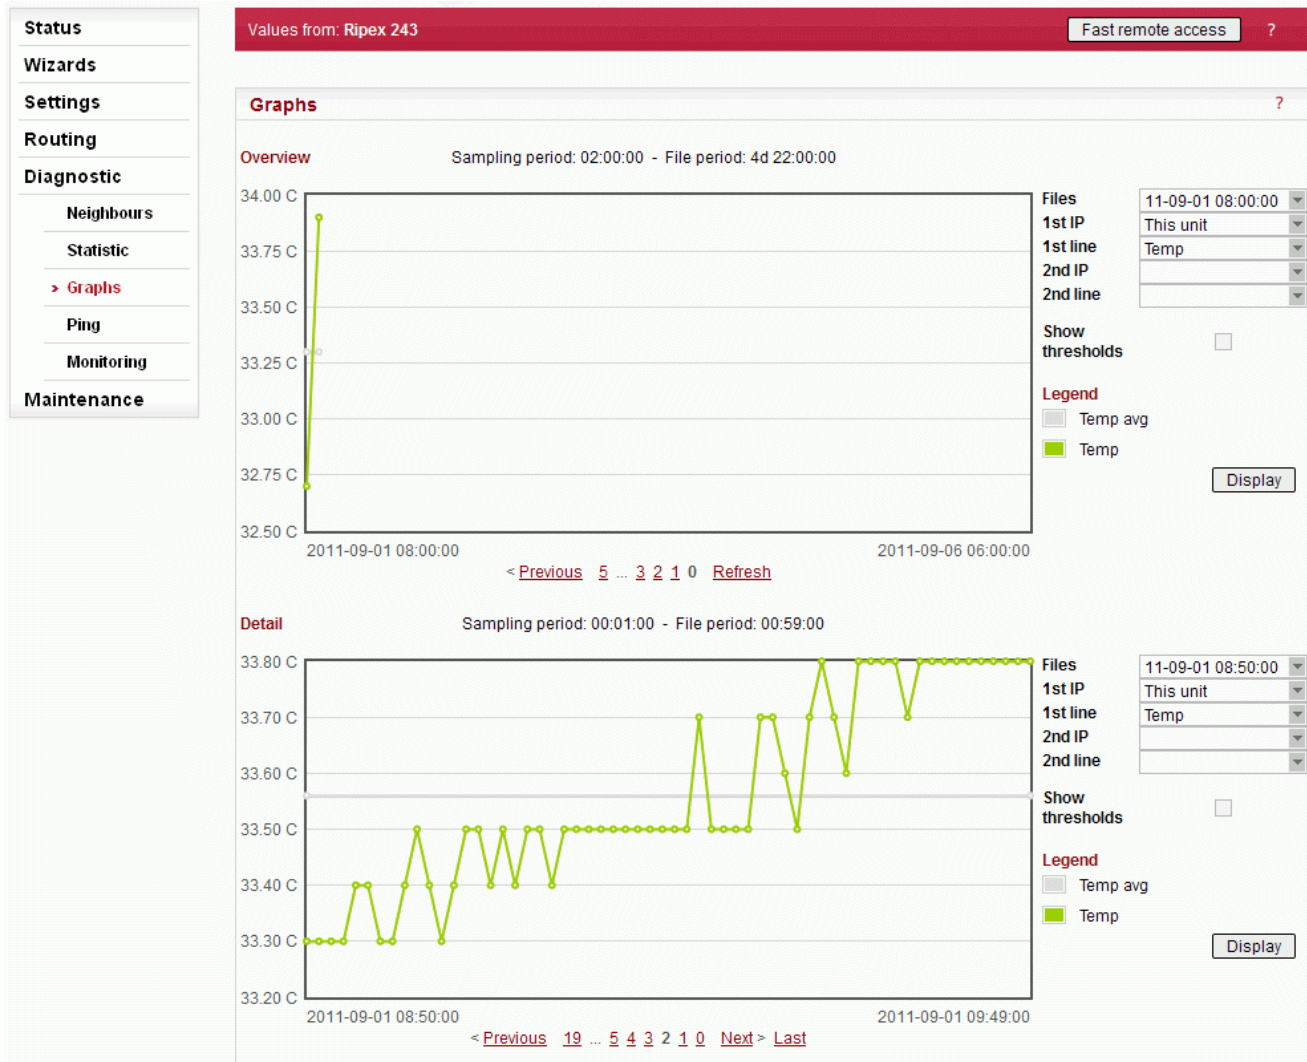 Status
Wizards
Settings
Routing
Diagnostic
Neighbours
Statistic
> Graphs
Ping
Monitoring
Maintenance
Values from: Ripex 243
Fast remote access
?
Graphs
?
Overview
Sampling period: 02:00:00 - File period: 4d 22:00:00
34.00 C
33.75 C
33.50 C
33.25 C
33.00 C
32.75 C
32.50 C
2011-09-01 08:00:00
2011-09-06 06:00:00
< Previous 5 ... 3 2 1 0 Refresh
Files 11-09-01 08:00:00
1st IP This unit
1st line Temp
2nd IP
2nd line
Show
thresholds
Legend
Temp avg
Temp
Display
Detail
Sampling period: 00:01:00 - File period: 00:59:00
33.80 C
33.70 C
33.60 C
33.50 C
33.40 C
33.30 C
33.20 C
2011-09-01 08:50:00
2011-09-01 09:49:00
< Previous 19 ... 5 4 3 2 1 0 Next > Last
Files 11-09-01 08:50:00
1st IP This unit
1st line Temp
2nd IP
2nd line
Show
thresholds
Legend
Temp avg
Temp
Display